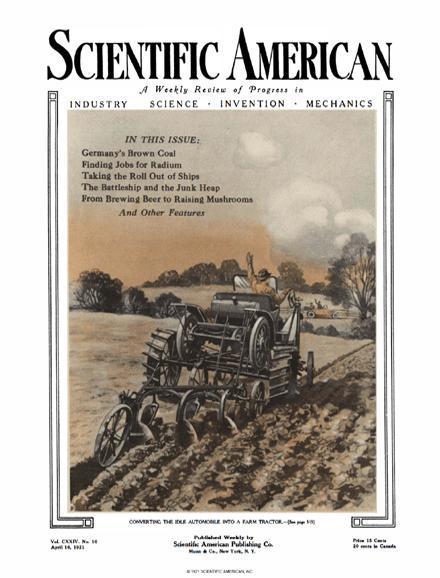 SCIENTIFIC AMERICAN
A Weekly Review of Progress in
INDUSTRY SCIENCE · INVENTION · MECHANICS
IN THIS ISSUE:
Germany's Brown Coal
Finding Jobs for Radium
Taking the Roll Out of Ships
The Battleship and the Junk Heap
From Brewing Beer to Raising Mushrooms
And Other Features
CONVERTING THE IDLE AUTOMOBILE INTO A FARM TRACTOR.—[See page
Vol. CXXIV. No. 16
April 16, 1921
Published Weekly by
Scientific American Publishing Co.
Munn & Co., New York, N. Y.
Price 15 Cents
20 cents in Canada
© 1921 SCIENTIFIC AMERICAN, INC